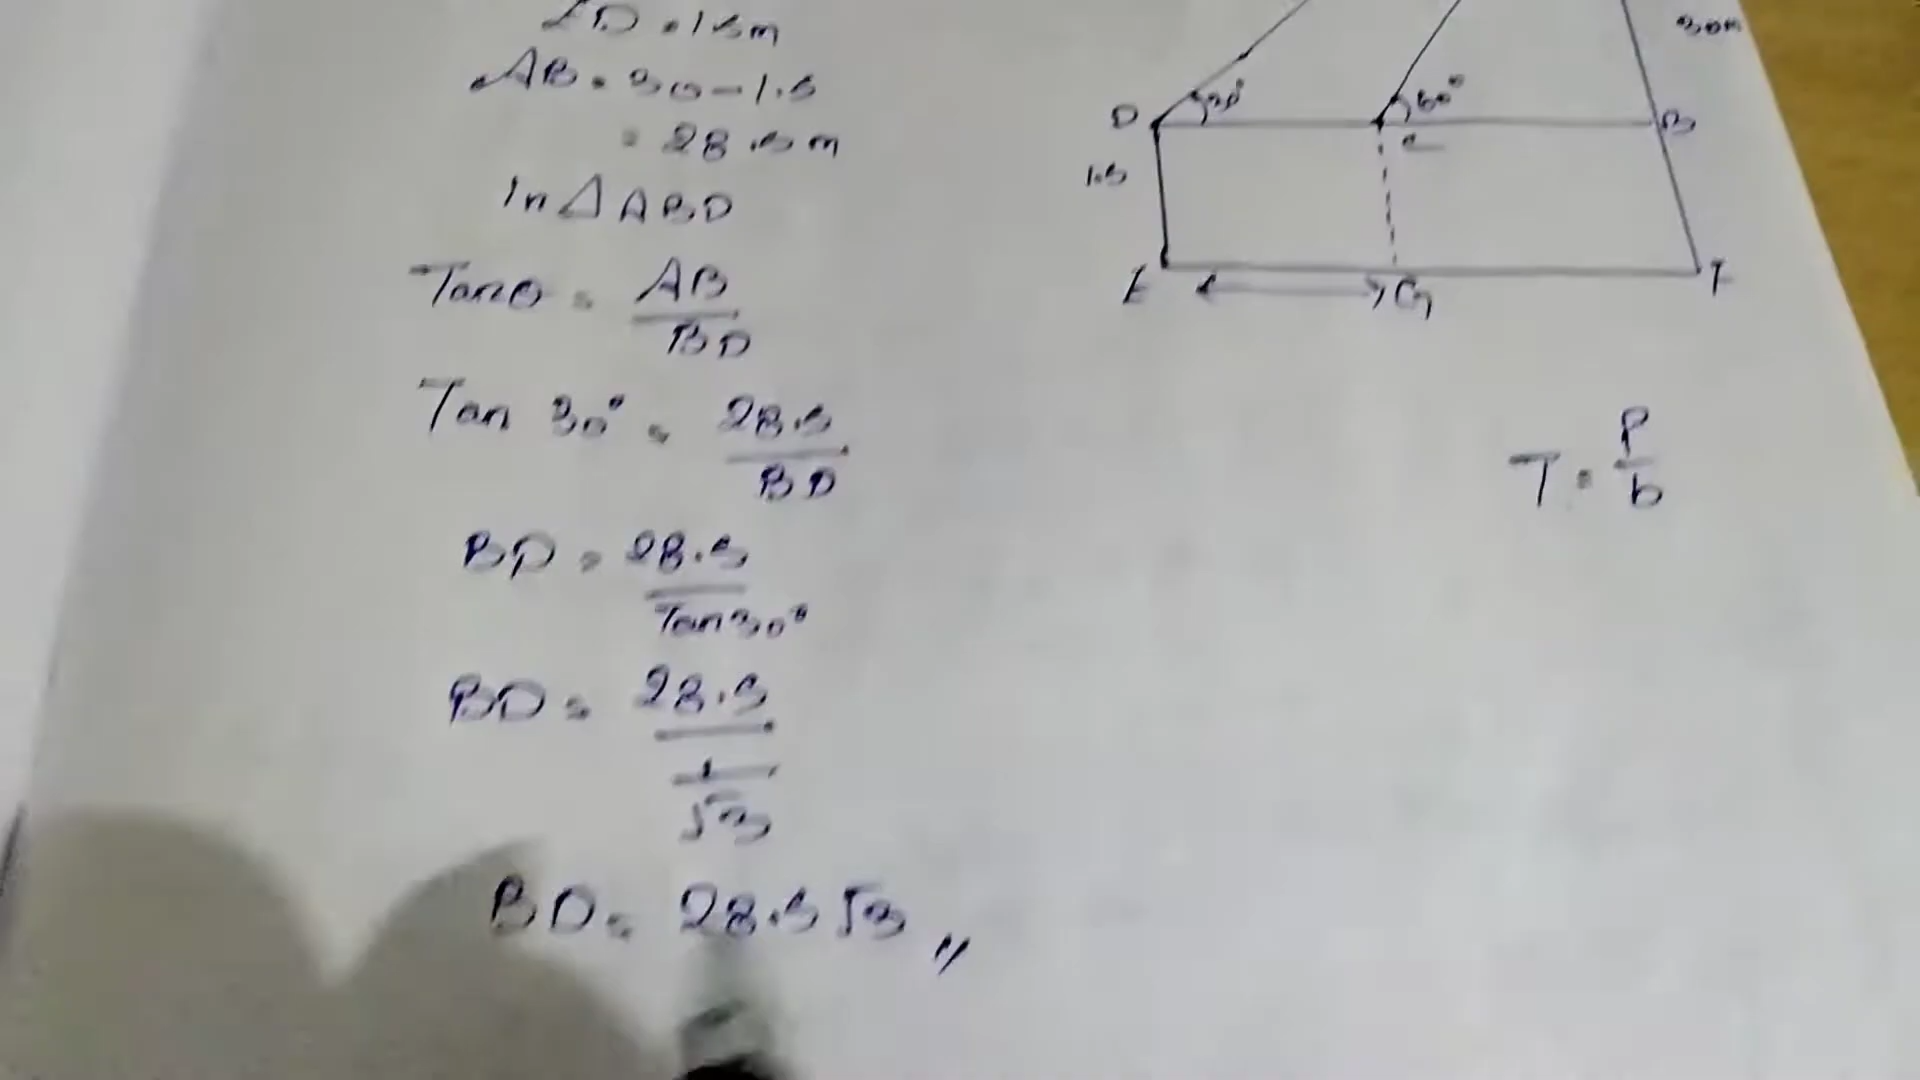 ED = 1.5m
AB = 30 - 1.5
= 28.5m
In △ ABD
Tanθ = AB/BD
Tan 30° = 28.5/BD
BD = 28.5/Tan30°
BD = 28.5/(1/√3)
BD = 28.5√3 „
30m
D 30° 60° B
C
1.5
E G F
T = P/b